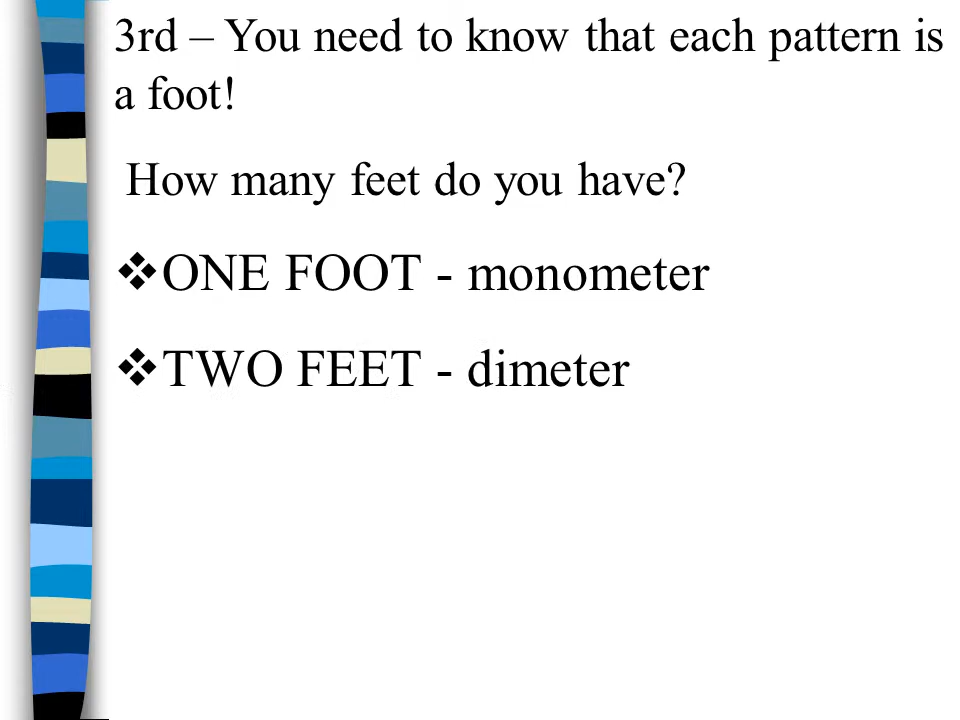 3rd – You need to know that each pattern is
a foot!
How many feet do you have?
❖ONE FOOT - monometer
❖TWO FEET - dimeter